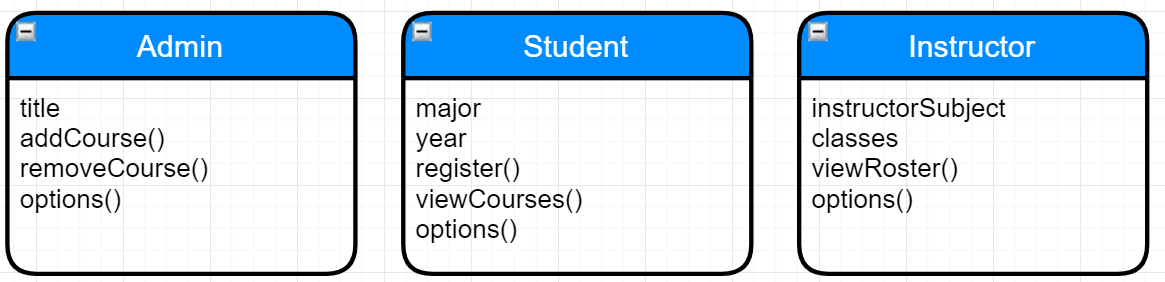 Admin
title
addCourse()
removeCourse()
options()
Student
major
year
register()
viewCourses()
options()
Instructor
instructorSubject
classes
viewRoster()
options()